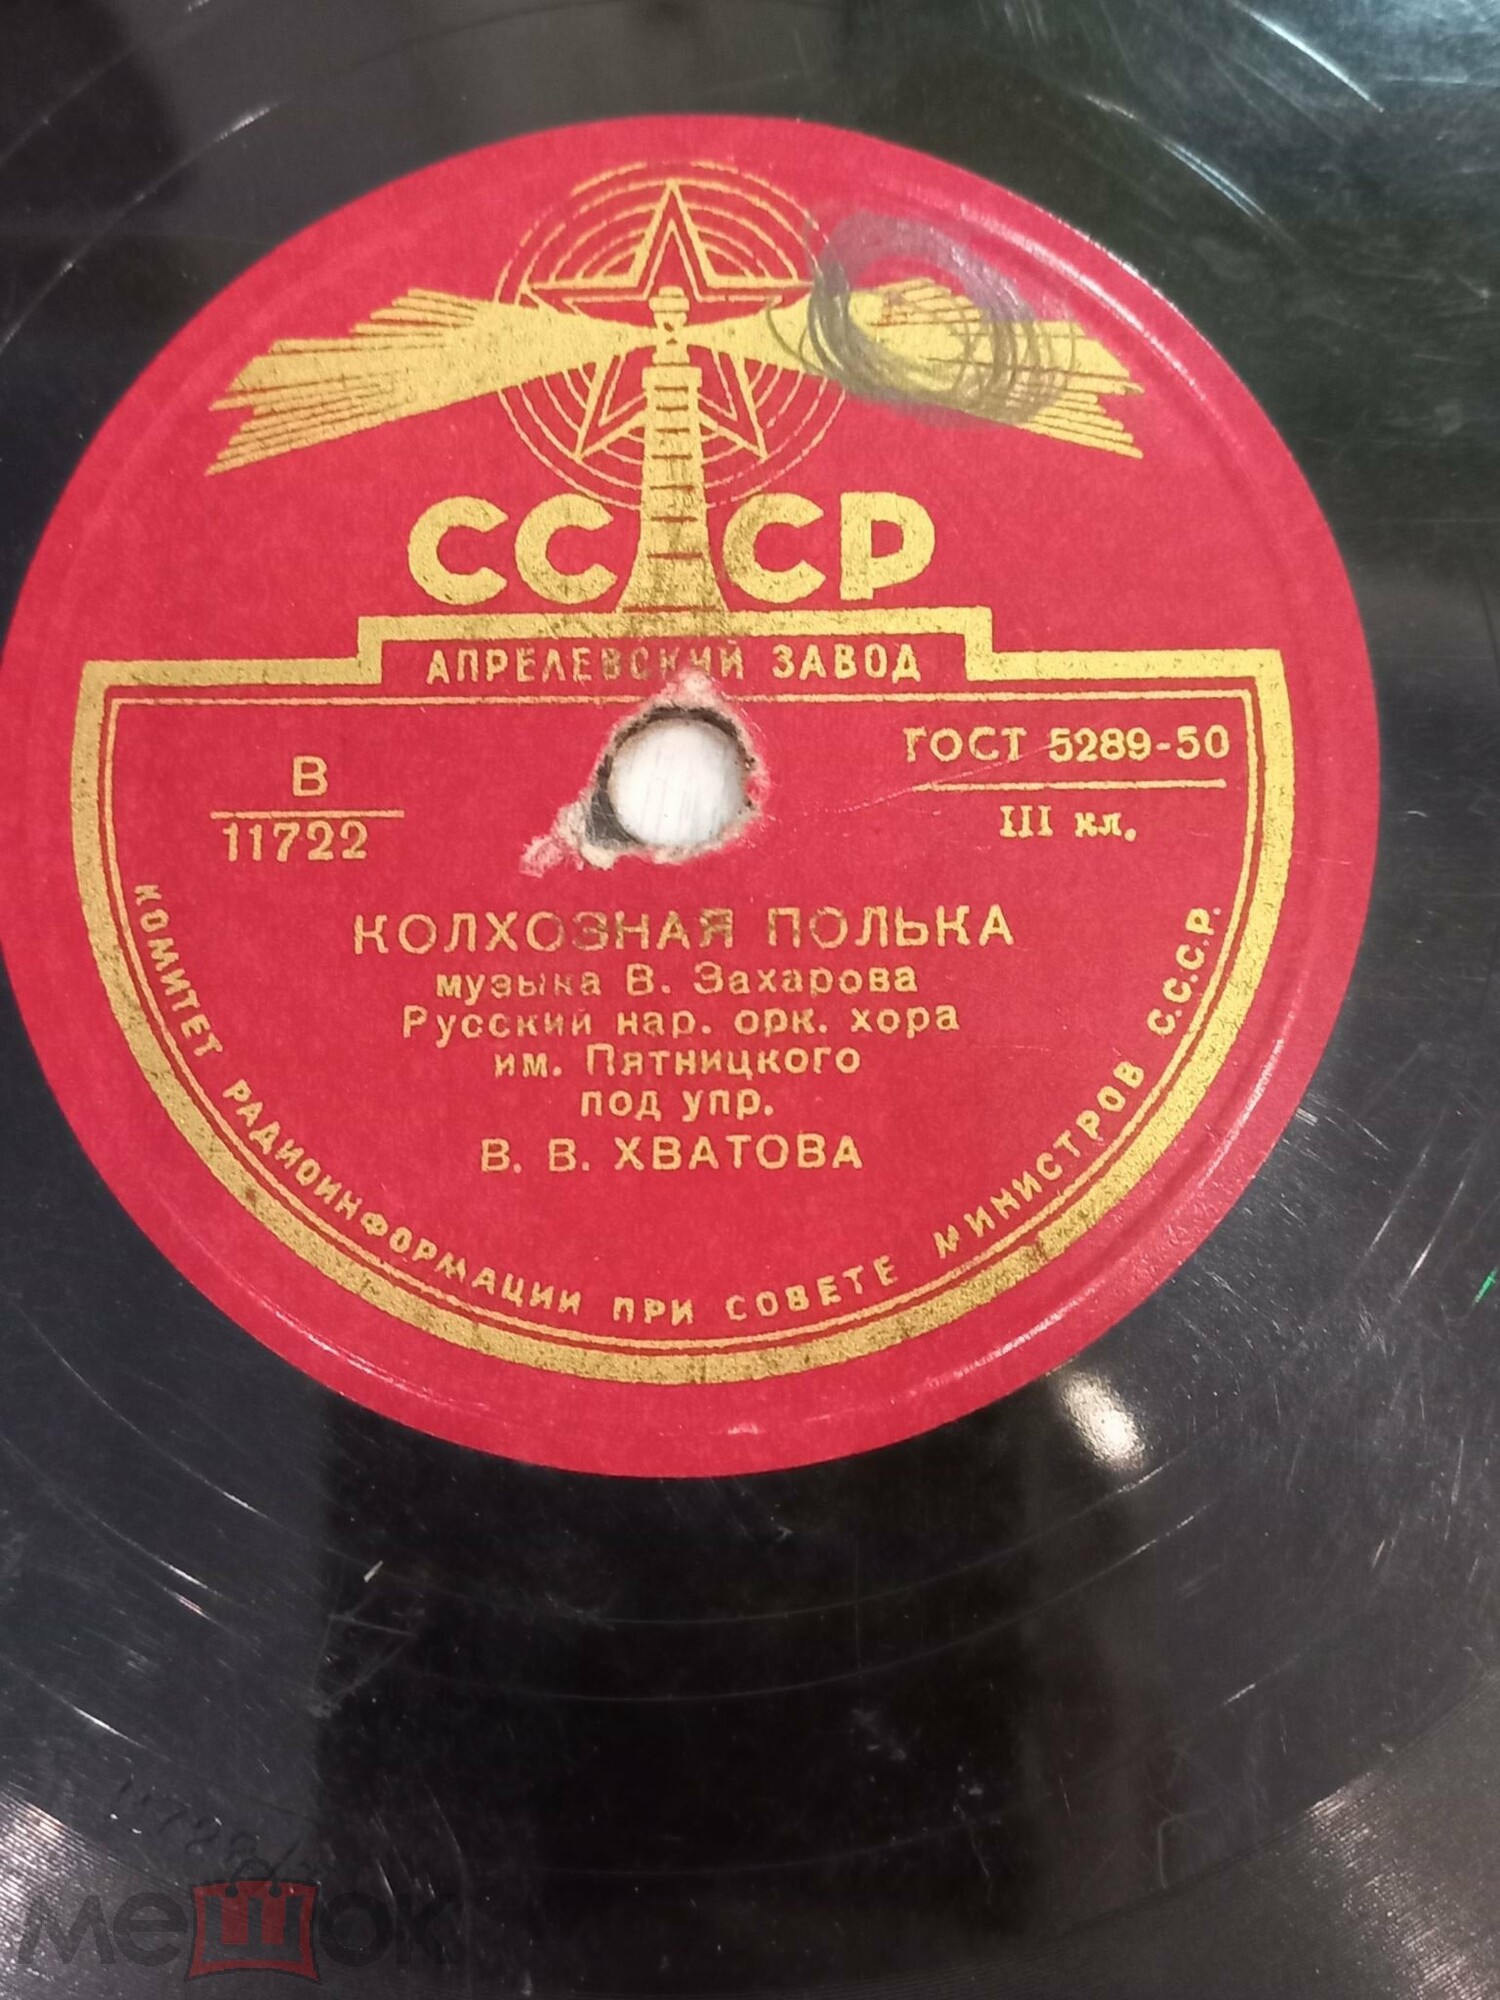 СССР
АПРЕЛЕВСКИЙ ЗАВОД
ГОСТ 5289-50
III кл.
В
11722
КОЛХОЗНАЯ ПОЛЬКА
музыка В. Захарова
Русский нар. орк. хора
им. Пятницкого
под упр.
В. В. ХВАТОВА
КОМИТЕТ РАДИОИНФОРМАЦИИ ПРИ СОВЕТЕ МИНИСТРОВ С.С.С.Р.
мешок